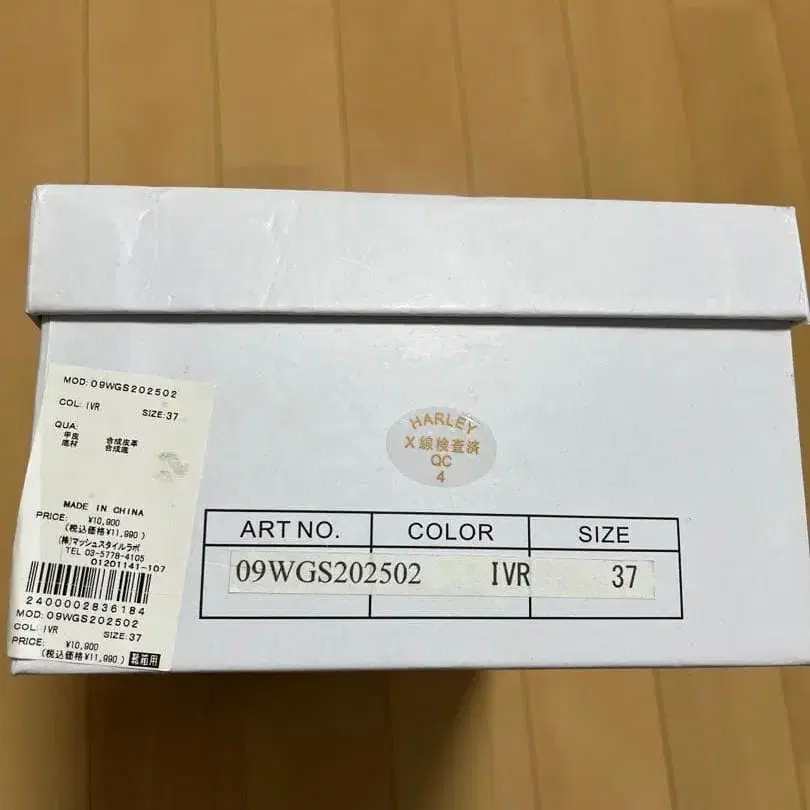 MOD: 09WGS202502
COL: IVR SIZE: 37
QUA:
甲皮 合成皮革
底材 合成底
MADE IN CHINA
PRICE: ¥10,900
(税込価格¥11,990)
(株)マッシュスタイルラボ
TEL 03-5778-4105
01201141-107
2400002836184
MOD: 09WGS202502
COL: IVR SIZE: 37
PRICE: ¥10,900
(税込価格¥11,990) 靴箱用
HARLEY
X線検査済
QC
4
ART NO. COLOR SIZE
09WGS202502 IVR 37